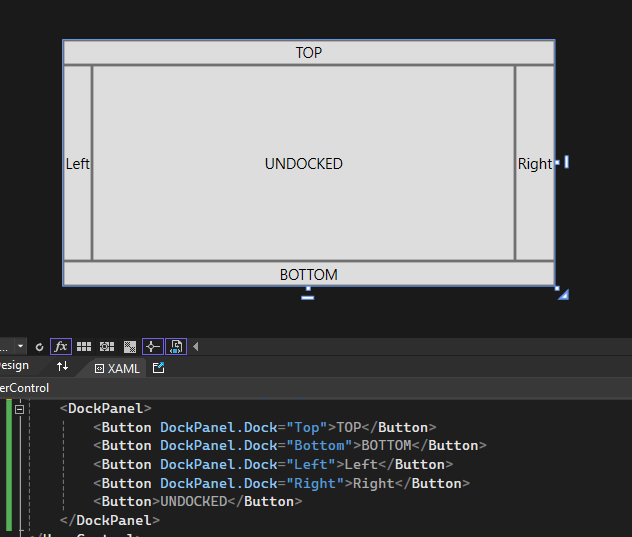 TOP
Left UNDOCKED Right
BOTTOM
... fx
esign XAML
erControl
<DockPanel>
<Button DockPanel.Dock="Top">TOP</Button>
<Button DockPanel.Dock="Bottom">BOTTOM</Button>
<Button DockPanel.Dock="Left">Left</Button>
<Button DockPanel.Dock="Right">Right</Button>
<Button>UNDOCKED</Button>
</DockPanel>